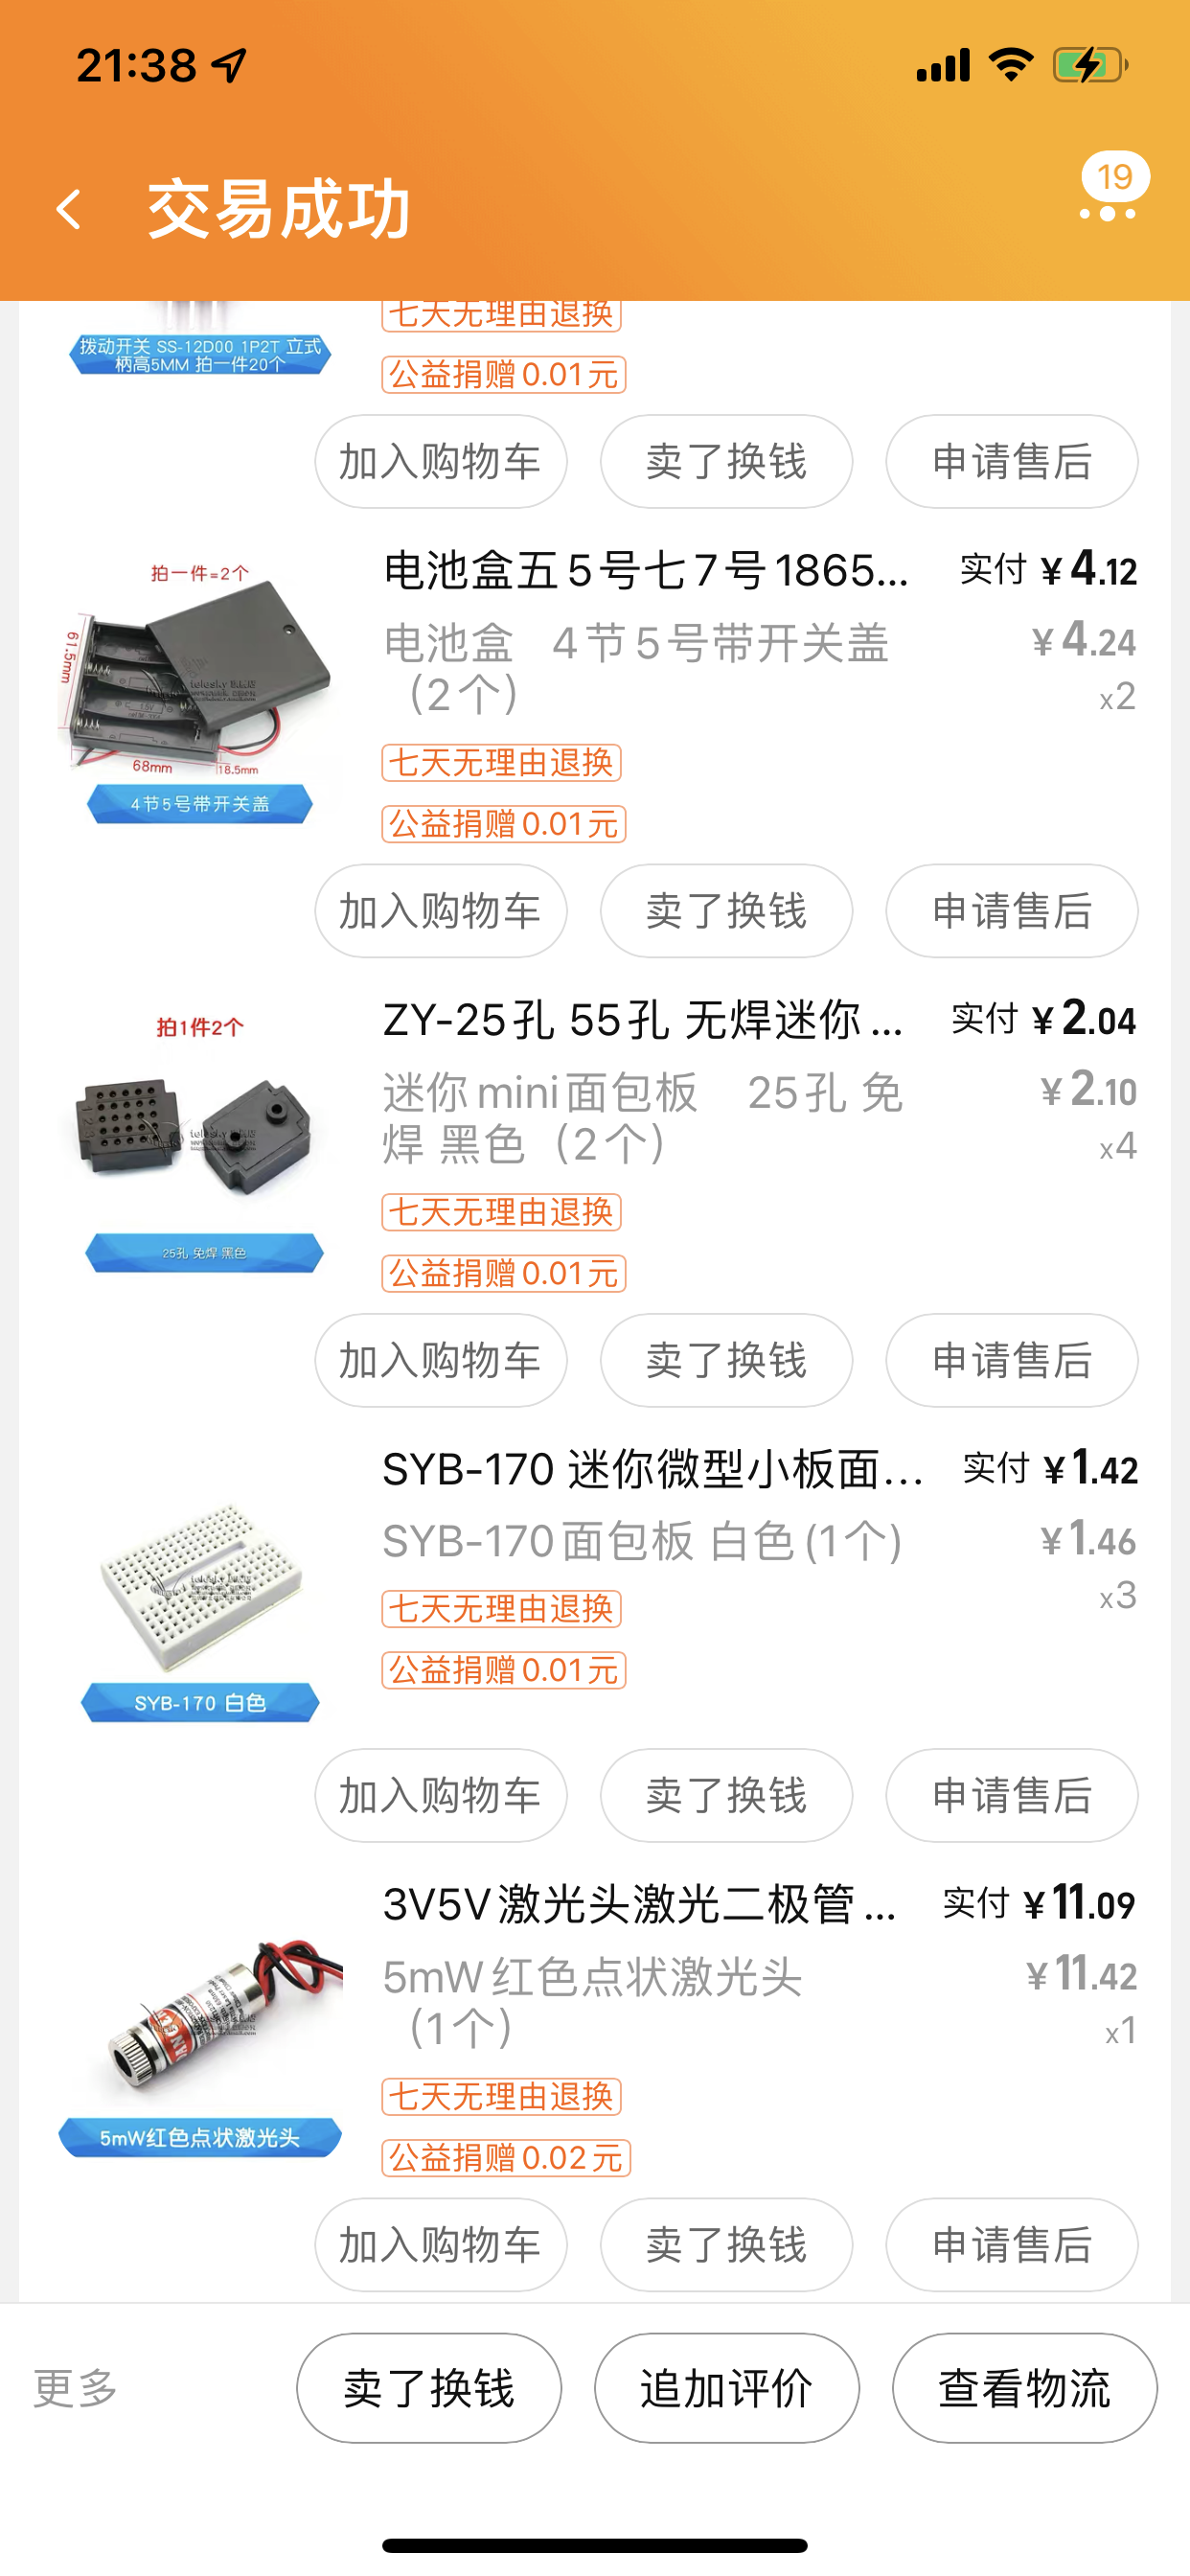 21:38
19
交易成功
七天无理由退换
拨动开关 SS-12D00 1P2T 立式
柄高5MM 拍一件20个
公益捐赠0.01元
加入购物车 卖了换钱 申请售后
拍一件=2个
61.5mm
68mm
18.5mm
4节5号带开关盖
电池盒五5号七7号1865... 实付 ¥4.12
电池盒 4节5号带开关盖 ¥4.24
（2个） x2
七天无理由退换
公益捐赠0.01元
加入购物车 卖了换钱 申请售后
拍1件2个
25孔 免焊 黑色
ZY-25孔 55孔 无焊迷你... 实付 ¥2.04
迷你mini面包板 25孔 免 ¥2.10
焊 黑色（2个） x4
七天无理由退换
公益捐赠0.01元
加入购物车 卖了换钱 申请售后
SYB-170 白色
SYB-170 迷你微型小板面... 实付 ¥1.42
SYB-170面包板 白色(1个) ¥1.46
x3
七天无理由退换
公益捐赠0.01元
加入购物车 卖了换钱 申请售后
5mW红色点状激光头
3V5V激光头激光二极管... 实付 ¥11.09
5mW红色点状激光头 ¥11.42
（1个） x1
七天无理由退换
公益捐赠0.02元
加入购物车 卖了换钱 申请售后
更多 卖了换钱 追加评价 查看物流